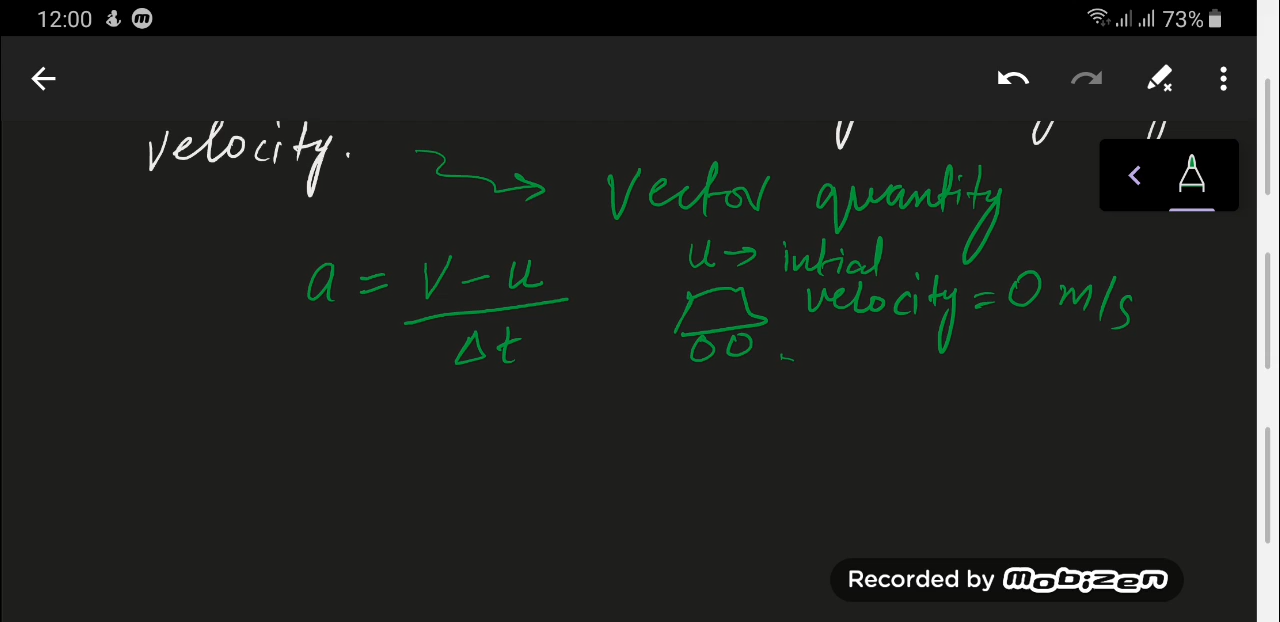 12:00 73%
velocity.
vector quantity
u → intial
a = v - u
velocity = 0 m/s
Δt
Recorded by mobizen